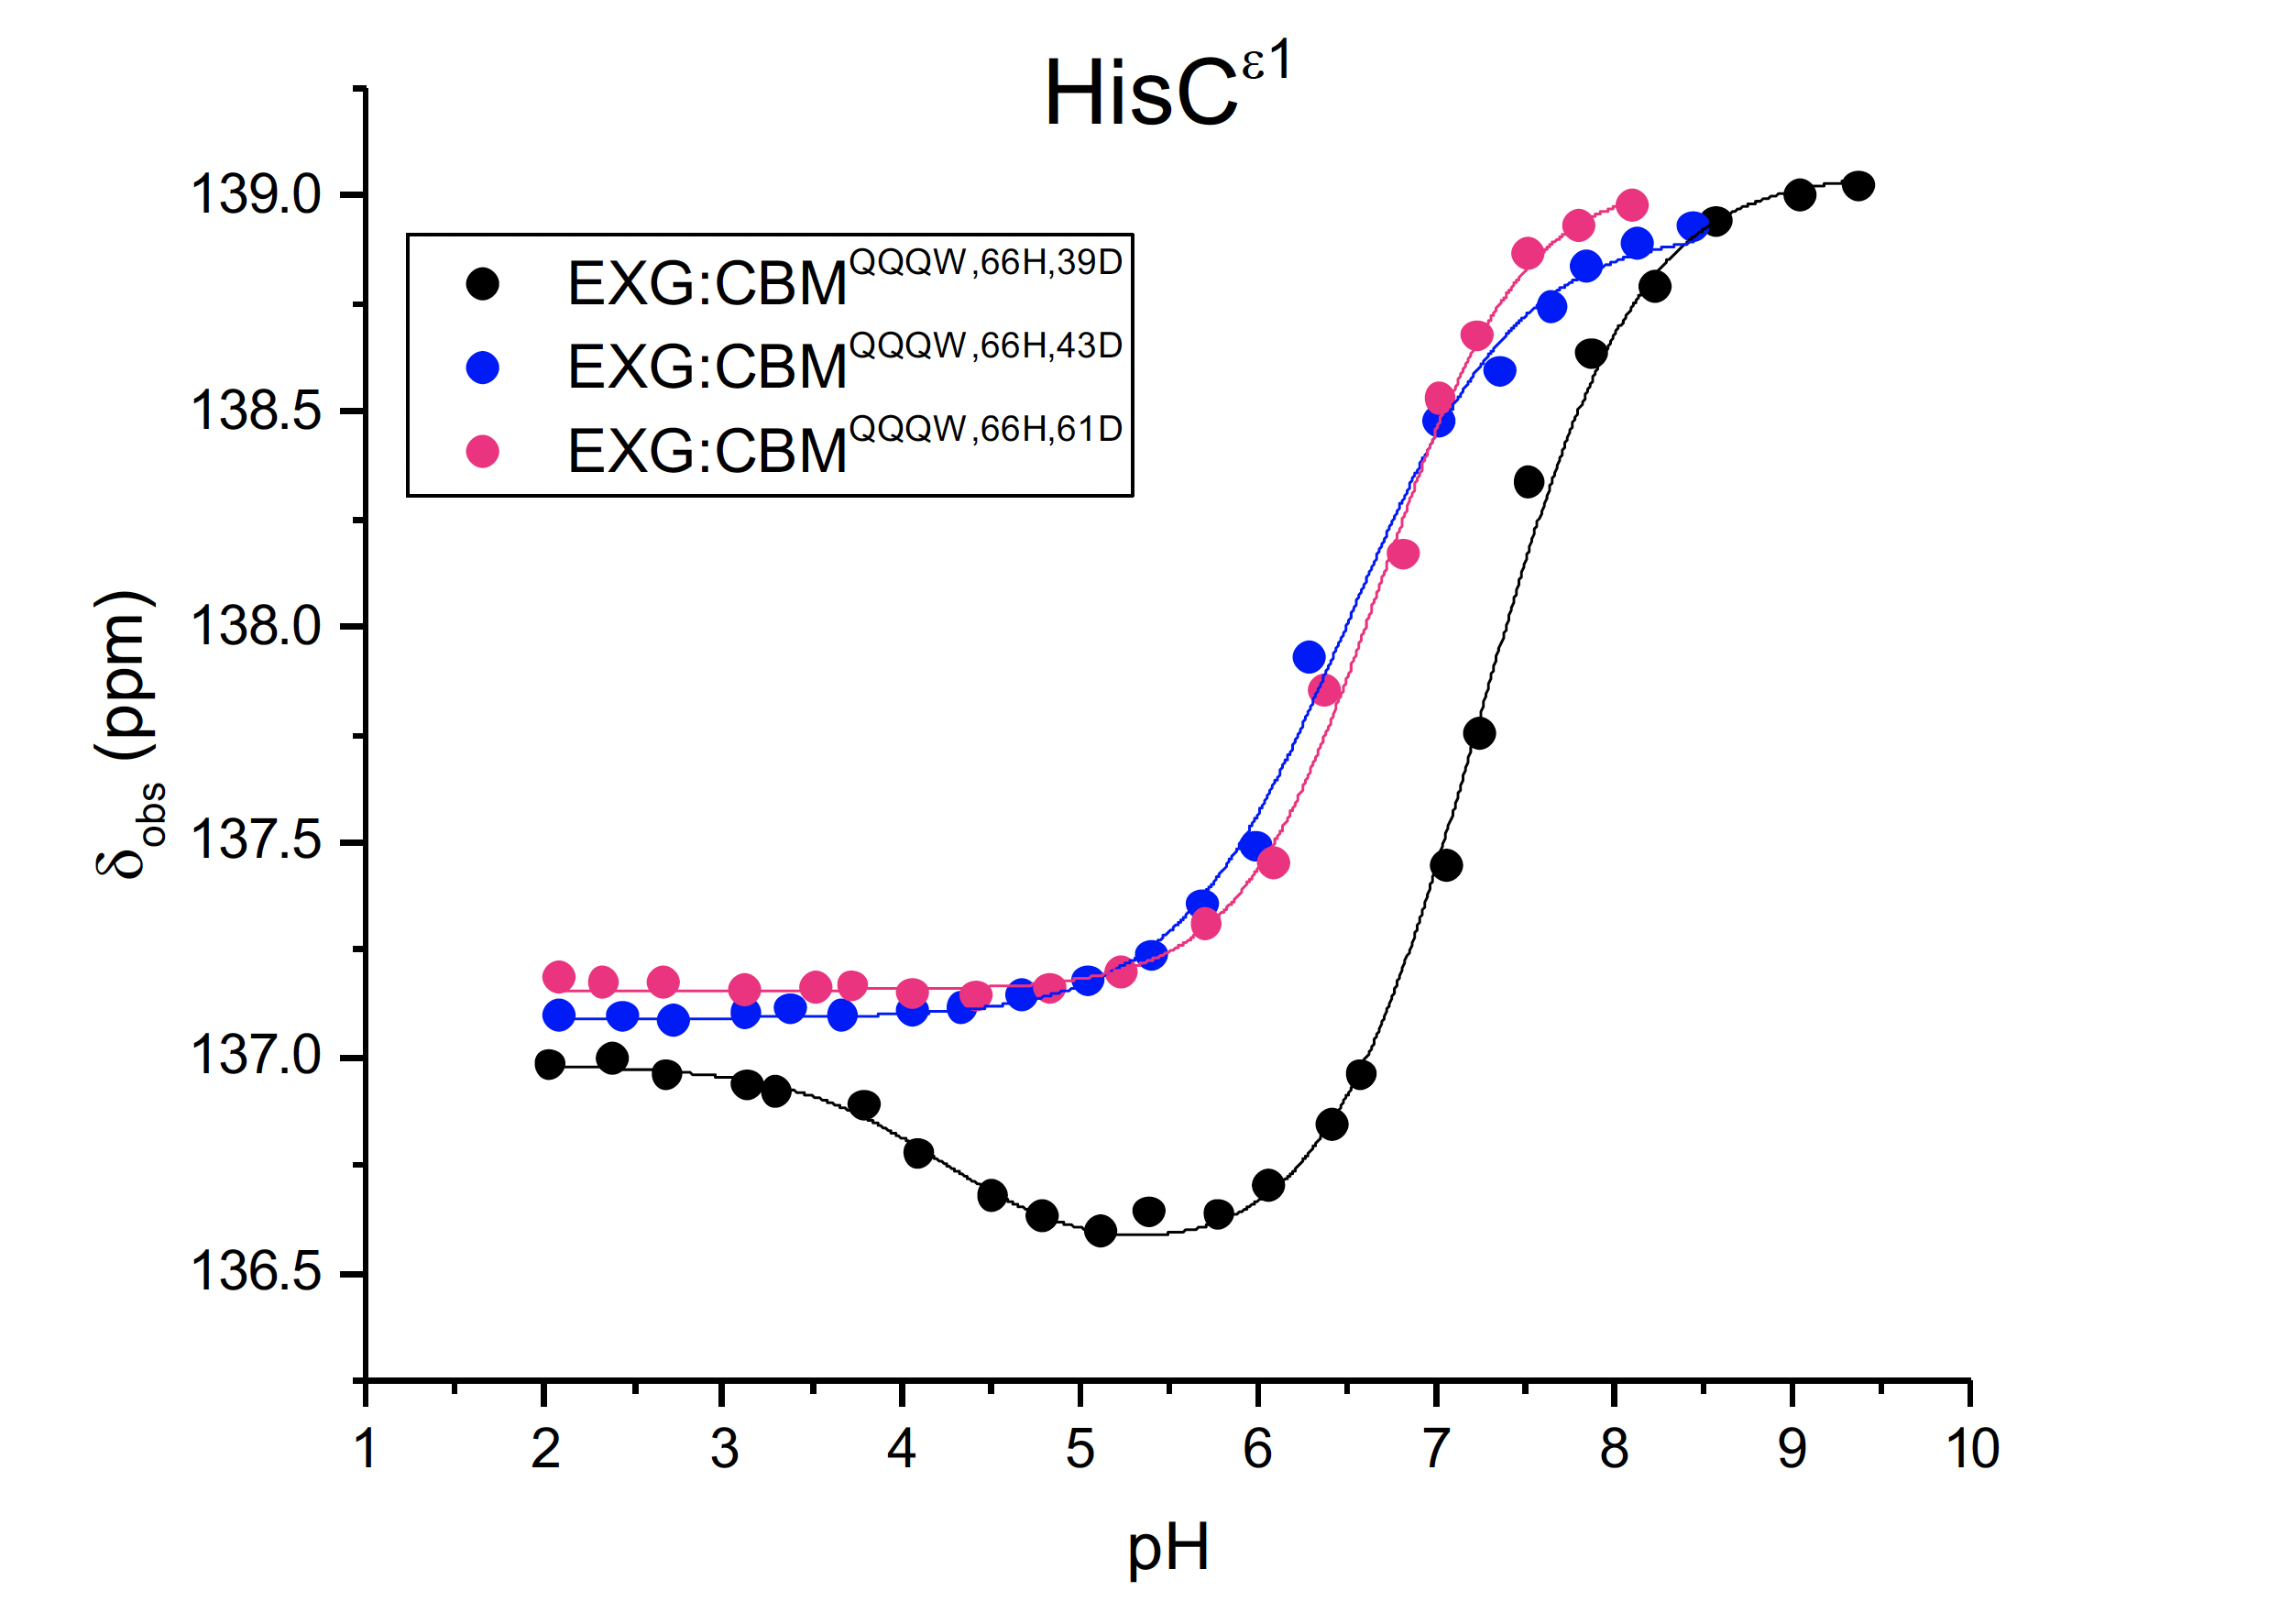 HisCε1
139.0
138.5
138.0
137.5
137.0
136.5
δobs (ppm)
EXG:CBMQQQW,66H,39D
EXG:CBMQQQW,66H,43D
EXG:CBMQQQW,66H,61D
1 2 3 4 5 6 7 8 9 10
pH